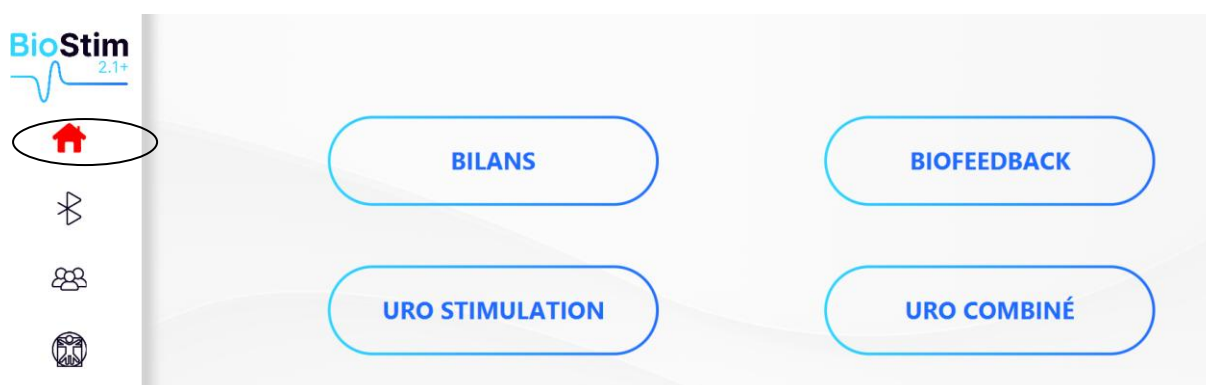 BioStim
2.1+
BILANS
BIOFEEDBACK
URO STIMULATION
URO COMBINÉ